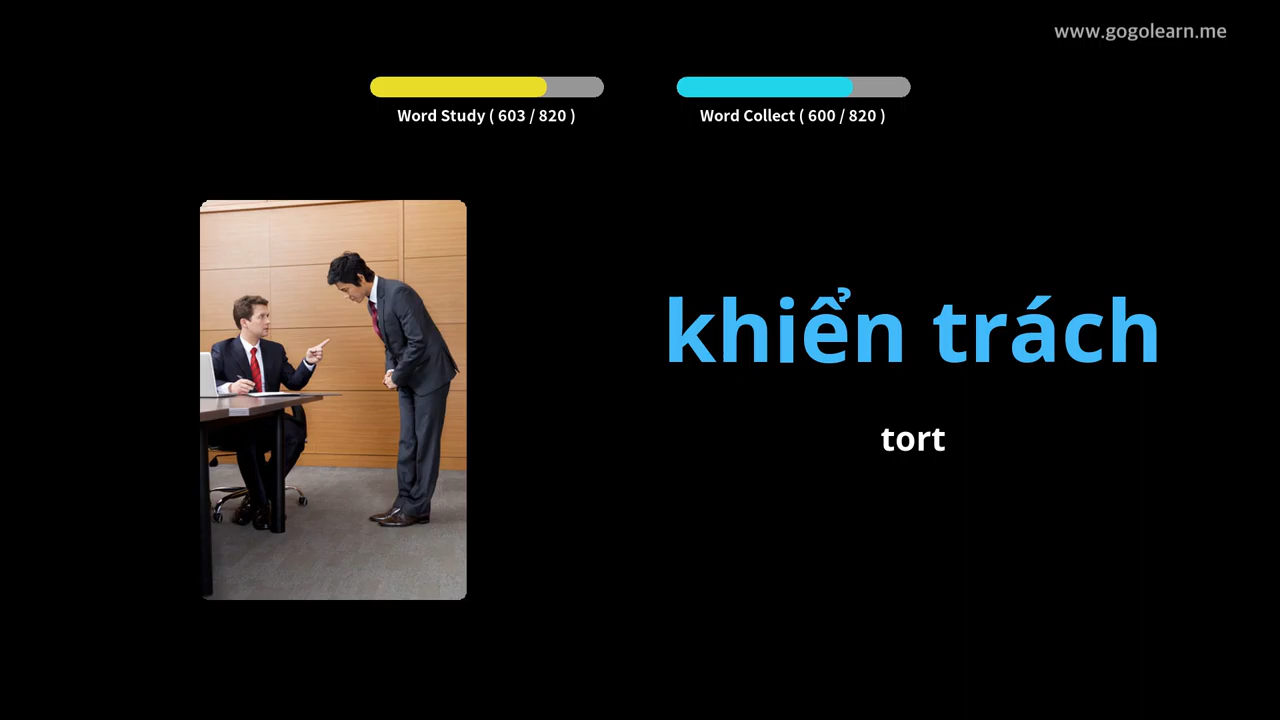 www.gogolearn.me
Word Study ( 603 / 820 )
Word Collect ( 600 / 820 )
khiển trách
tort